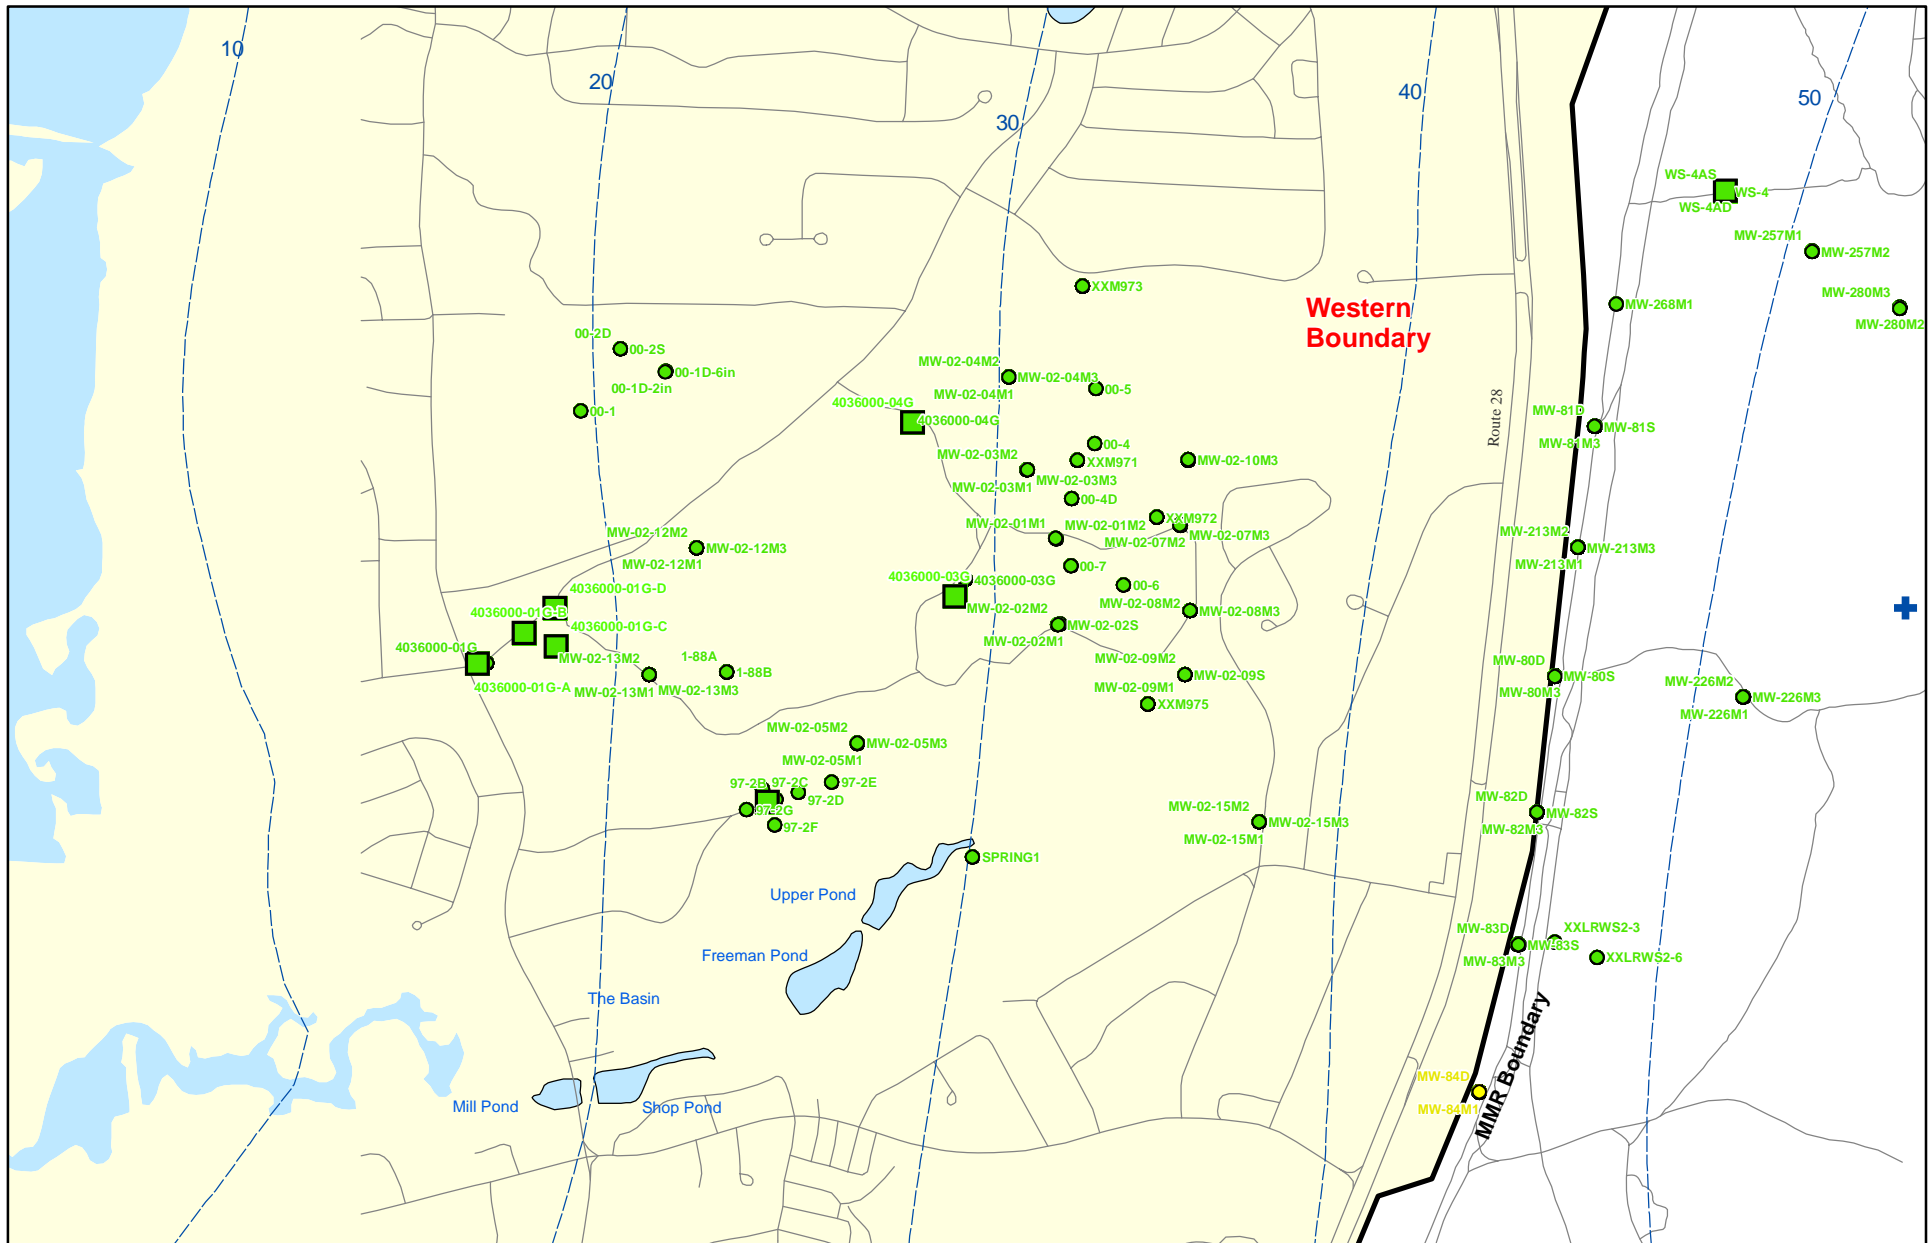 10
20
30
40
50
WS-4AS
WS-4
WS-4AD
MW-257M1
MW-257M2
MW-280M3
MW-280M2
MW-268M1
XXM973
Western
Boundary
00-2D
00-2S
00-1D-6in
00-1D-2in
00-1
MW-02-04M2
MW-02-04M3
MW-02-04M1
00-5
4036000-04G
4036000-04G
Route 28
MW-81D
MW-81S
MW-81M3
00-4
MW-02-03M2
XXM971
MW-02-10M3
MW-02-03M3
MW-02-03M1
00-4D
MW-02-01M1
MW-02-01M2
XXM972
MW-02-07M2
MW-02-07M3
MW-02-12M2
MW-02-12M3
MW-02-12M1
MW-213M2
MW-213M3
MW-213M1
00-7
4036000-03G
4036000-03G
00-6
4036000-01G-D
4036000-01G-B
4036000-01G-C
MW-02-02M2
MW-02-08M2
MW-02-08M3
MW-02-02S
MW-02-02M1
4036000-01G
4036000-01G-A
MW-02-13M2
MW-02-13M1
MW-02-13M3
1-88A
1-88B
MW-02-09M2
MW-02-09S
MW-02-09M1
XXM975
MW-80D
MW-80S
MW-80M3
MW-226M2
MW-226M3
MW-226M1
MW-02-05M2
MW-02-05M3
MW-02-05M1
97-2B
97-2C
97-2E
97-2D
97-2G
97-2F
MW-02-15M2
MW-02-15M3
MW-02-15M1
MW-82D
MW-82S
MW-82M3
SPRING1
Upper Pond
Freeman Pond
The Basin
MW-83D
MW-83S
MW-83M3
XXLRWS2-3
XXLRWS2-6
MMR Boundary
MW-84D
MW-84M1
Mill Pond
Shop Pond